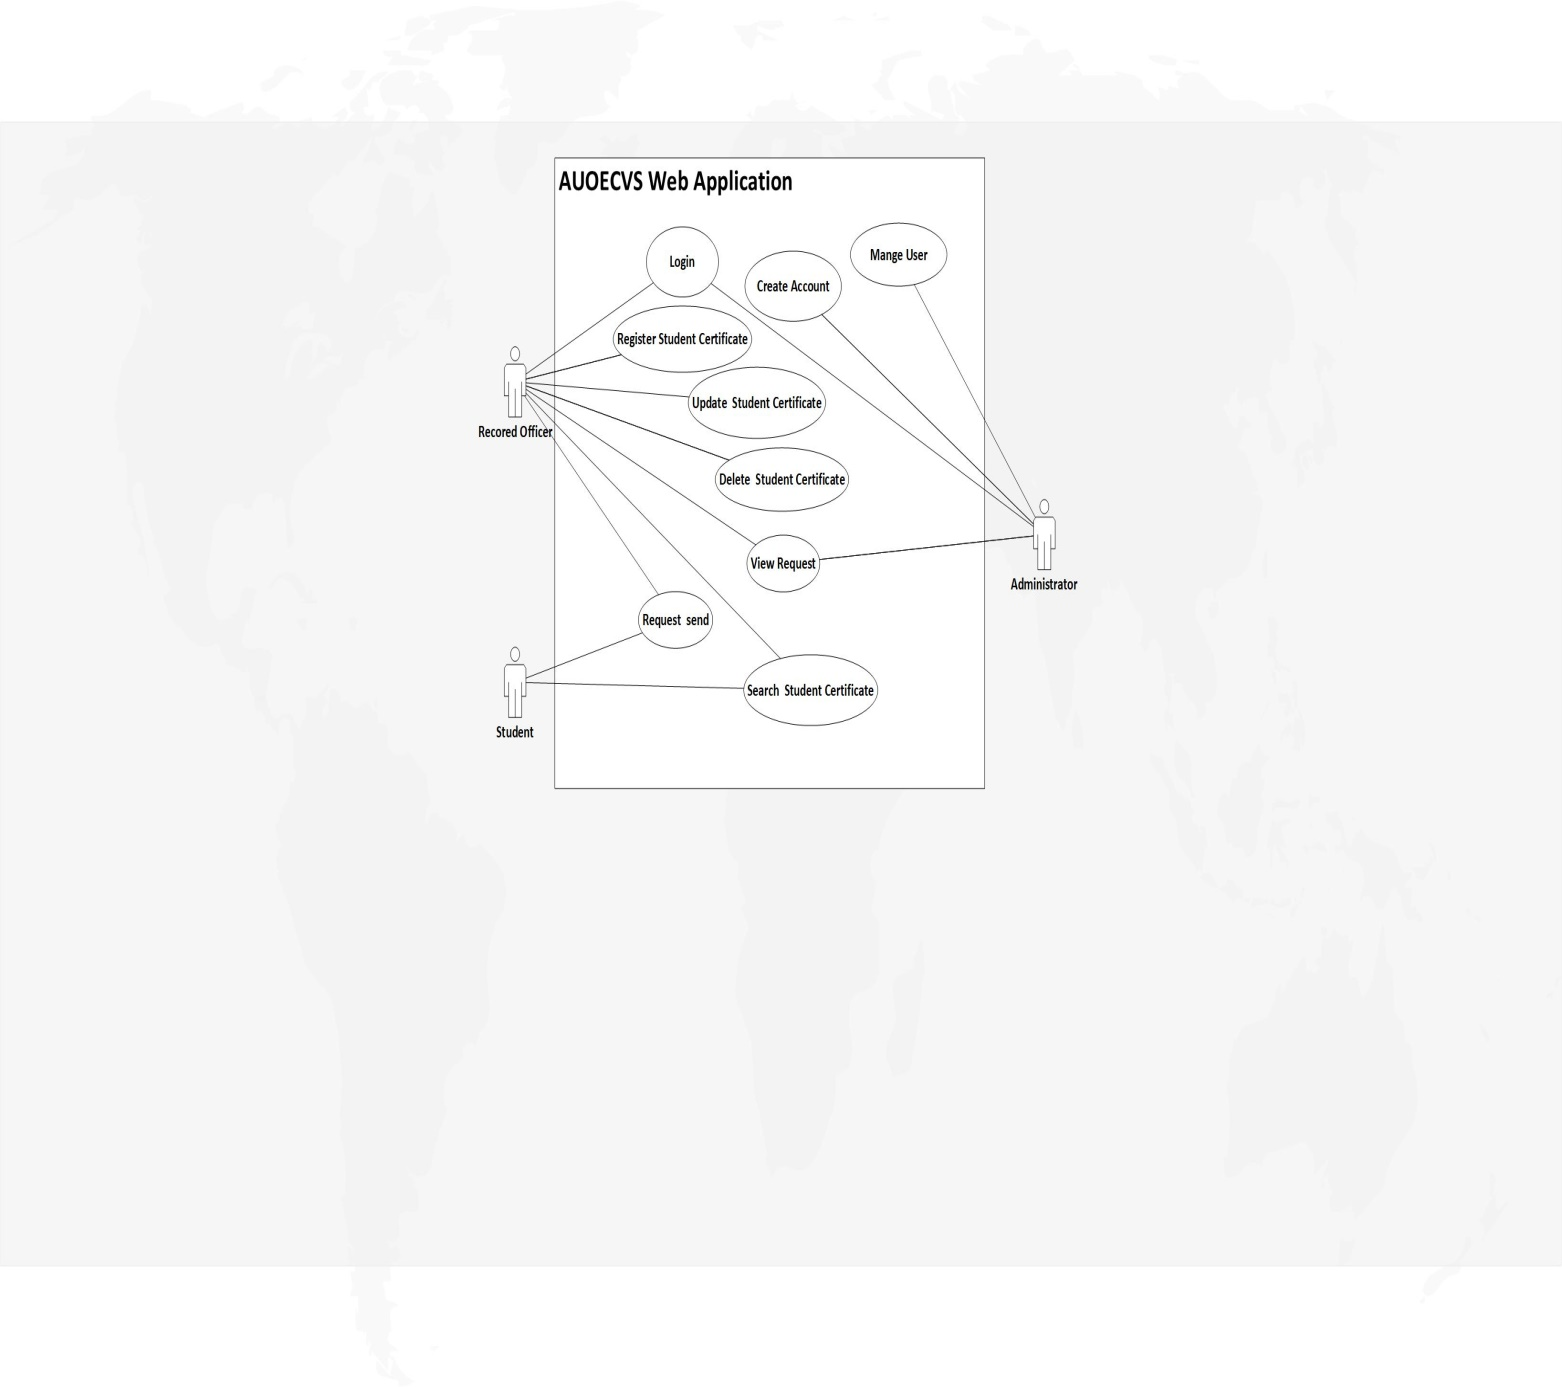 AUOECVS Web Application
Mange User
Login
Create Account
Register Student Certificate
Update Student Certificate
Recored Officer
Delete Student Certificate
View Request
Administrator
Request send
Search Student Certificate
Student